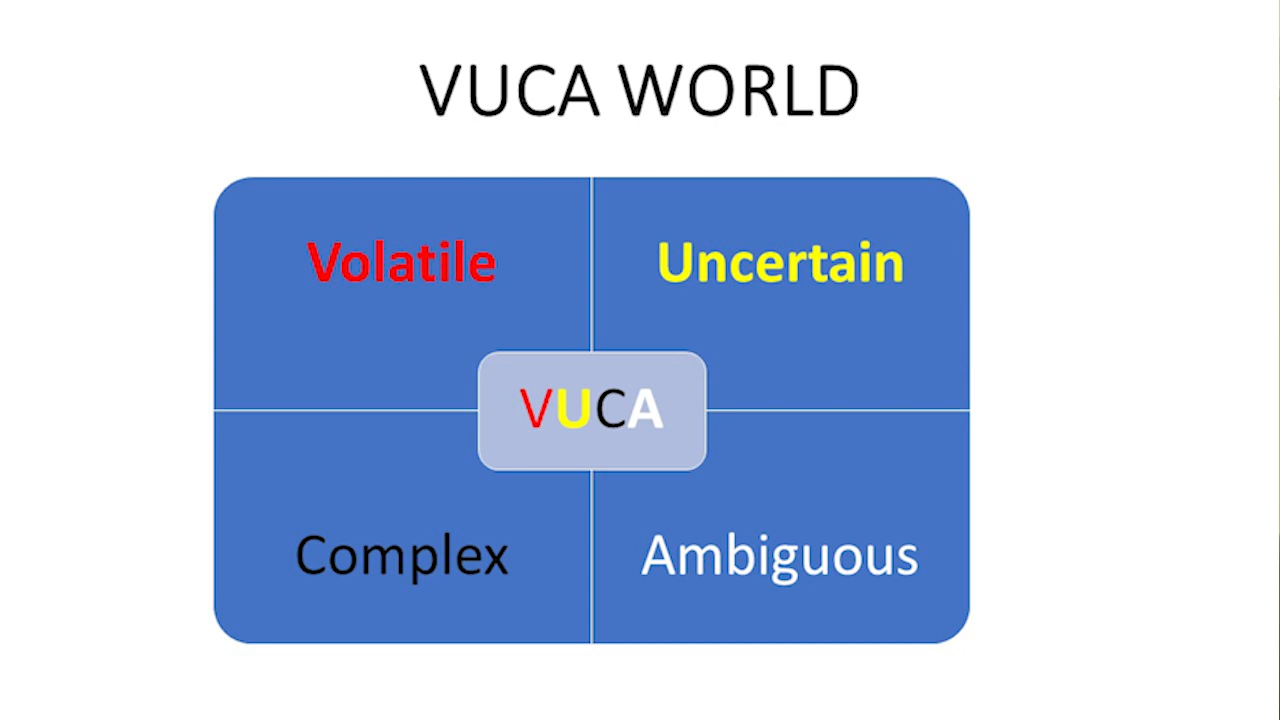 VUCA WORLD
Volatile
Uncertain
VUCA
Complex
Ambiguous